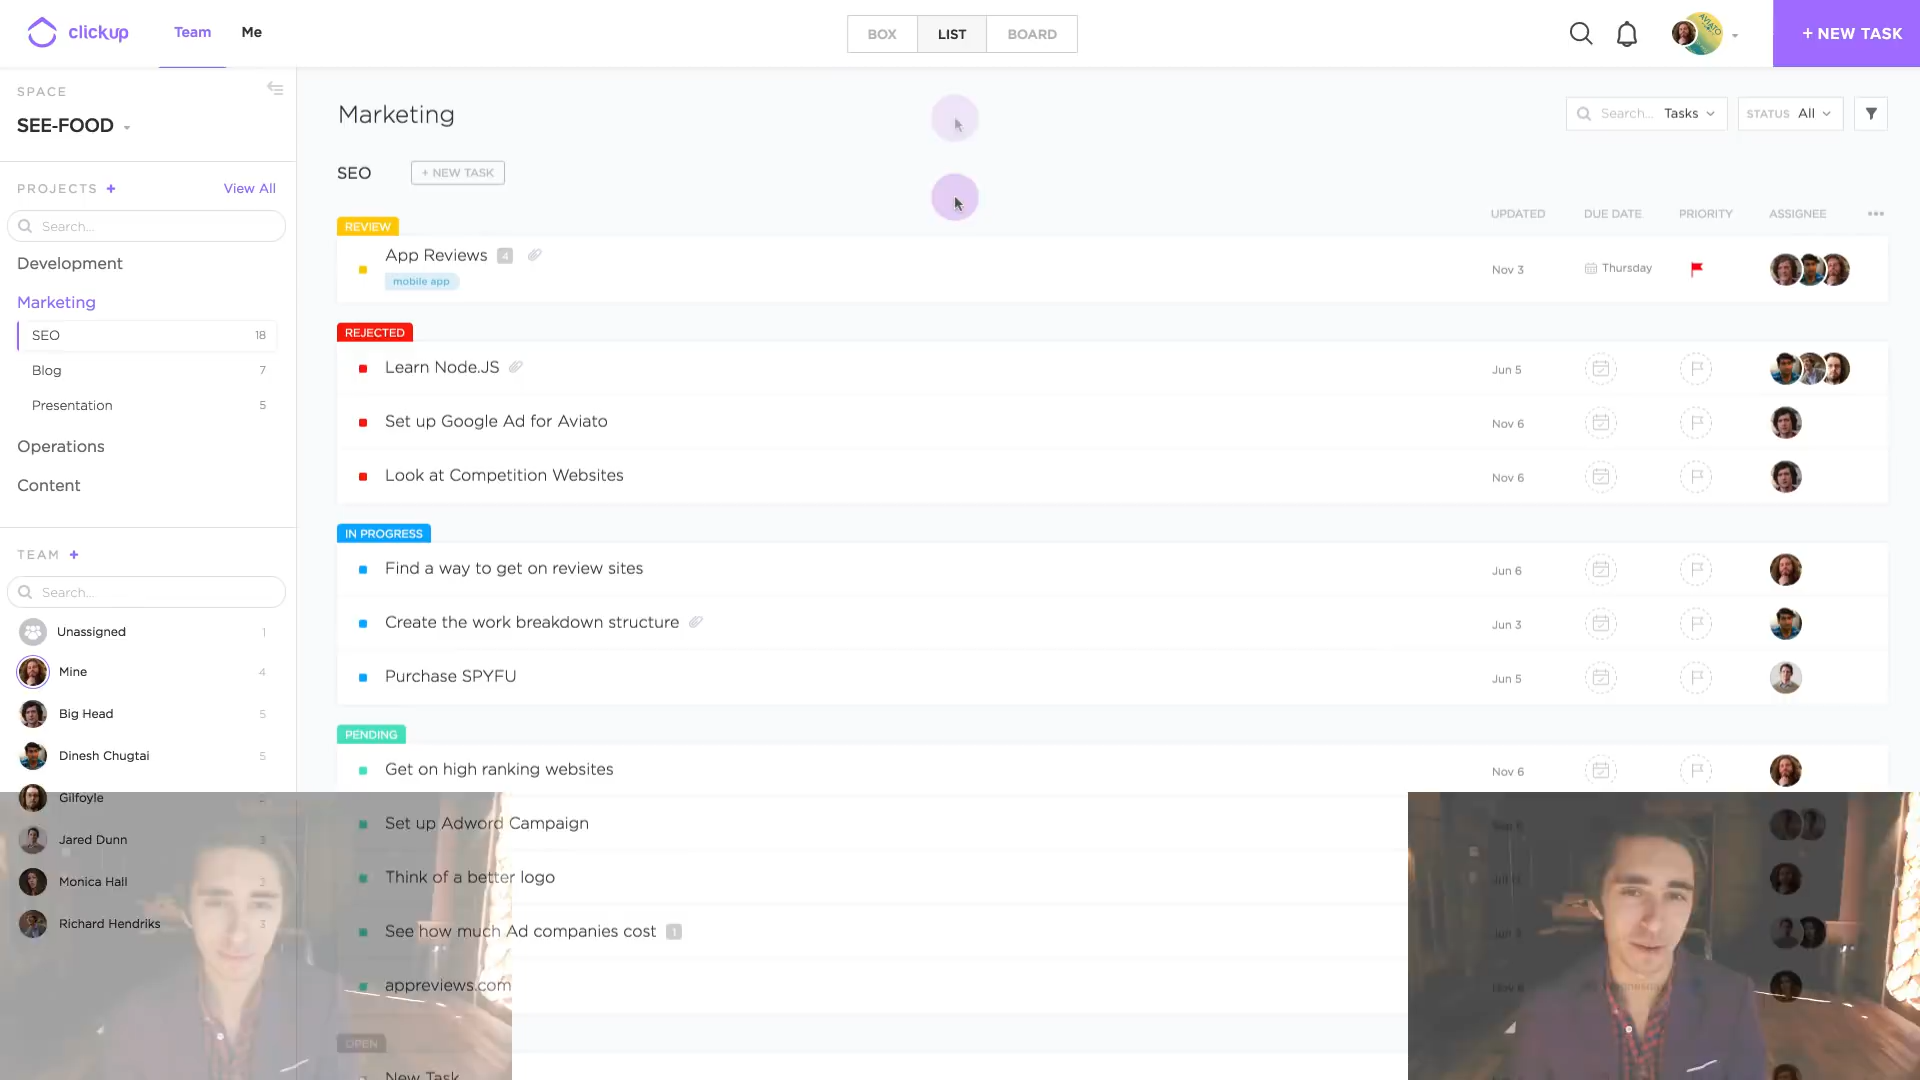 clickup Team Me BOX LIST BOARD + NEW TASK
SPACE
SEE-FOOD
PROJECTS + View All
Search...
Development
Marketing
SEO 18
Blog 7
Presentation 5
Operations
Content
TEAM +
Search...
Unassigned 1
Mine 4
Big Head 5
Dinesh Chugtai 5
Gilfoyle 2
Jared Dunn 3
Monica Hall 3
Richard Hendriks 3
Marketing
Search... Tasks STATUS All
SEO + NEW TASK
UPDATED DUE DATE PRIORITY ASSIGNEE
REVIEW
App Reviews 4 Nov 3 Thursday
mobile app
REJECTED
Learn Node.JS Jun 5
Set up Google Ad for Aviato Nov 6
Look at Competition Websites Nov 6
IN PROGRESS
Find a way to get on review sites Jun 6
Create the work breakdown structure Jun 3
Purchase SPYFU Jun 5
PENDING
Get on high ranking websites Nov 6
Set up Adword Campaign
Think of a better logo
See how much Ad companies cost 1
appreviews.com Nov 6
OPEN
New Task